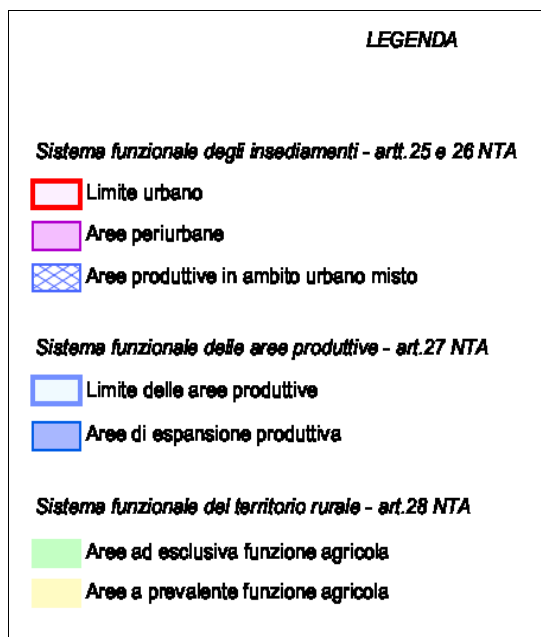 LEGENDA
Sistema funzionale degli insediamenti - artt.25 e 26 NTA
Limite urbano
Aree periurbane
Aree produttive in ambito urbano misto
Sistema funzionale delle aree produttive - art.27 NTA
Limite delle aree produttive
Aree di espansione produttiva
Sistema funzionale del territorio rurale - art.28 NTA
Aree ad esclusiva funzione agricola
Aree a prevalente funzione agricola